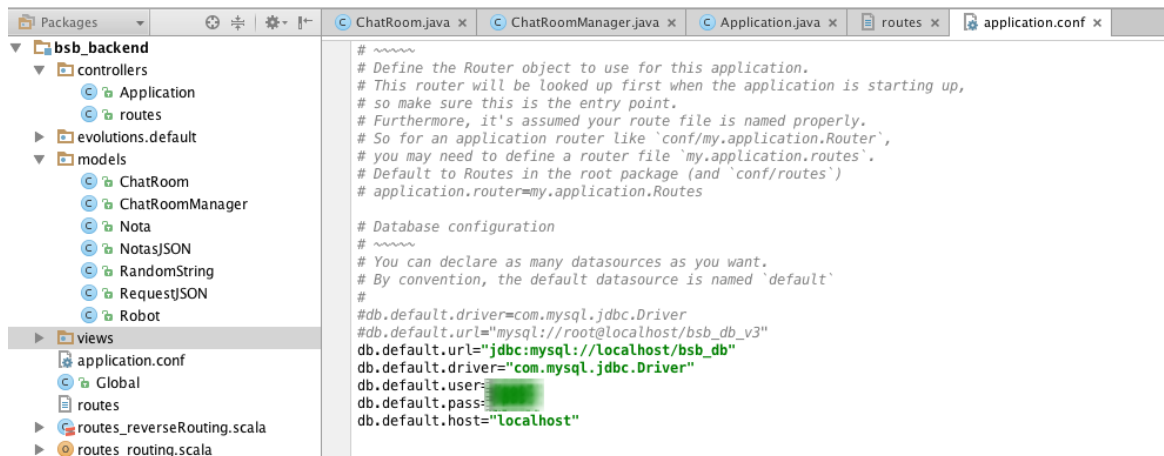 Packages
ChatRoom.java
ChatRoomManager.java
Application.java
routes
application.conf
bsb_backend
controllers
Application
routes
evolutions.default
models
ChatRoom
ChatRoomManager
Nota
NotasJSON
RandomString
RequestJSON
Robot
views
application.conf
Global
routes
routes_reverseRouting.scala
routes_routing.scala
# ~~~~~
# Define the Router object to use for this application.
# This router will be looked up first when the application is starting up,
# so make sure this is the entry point.
# Furthermore, it's assumed your route file is named properly.
# So for an application router like `conf/my.application.Router`,
# you may need to define a router file `my.application.routes`.
# Default to Routes in the root package (and `conf/routes`)
# application.router=my.application.Routes
# Database configuration
# ~~~~~
# You can declare as many datasources as you want.
# By convention, the default datasource is named `default`
#
#db.default.driver=com.mysql.jdbc.Driver
#db.default.url="mysql://root@localhost/bsb_db_v3"
db.default.url="jdbc:mysql://localhost/bsb_db"
db.default.driver="com.mysql.jdbc.Driver"
db.default.user=
db.default.pass=
db.default.host="localhost"